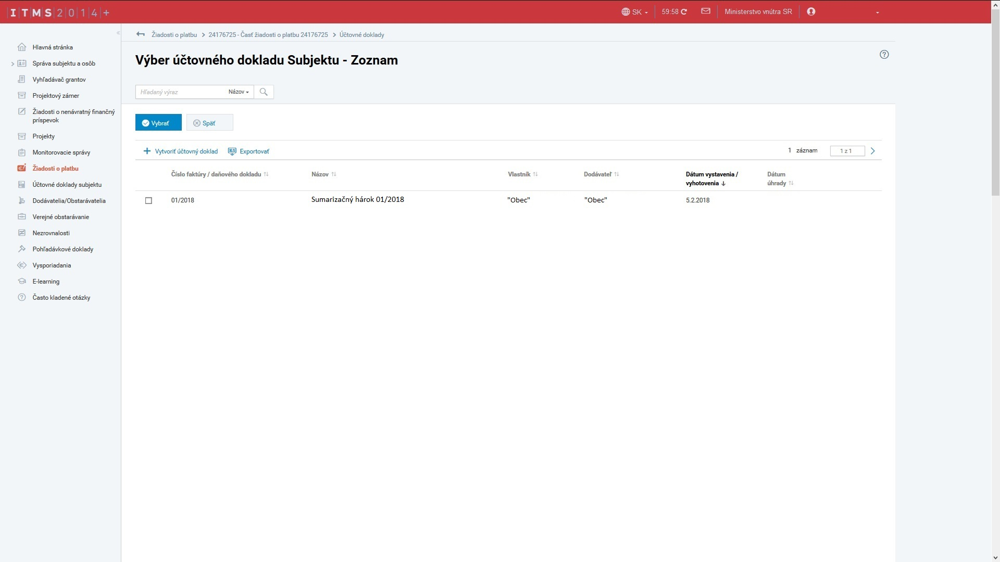 ITMS2014+
SK
59:58
Ministerstvo vnútra SR
Žiadosti o platbu > 24176725 - Časť žiadosti o platbu 24176725 > Účtovné doklady
Výber účtovného dokladu Subjektu - Zoznam
Hľadaný výraz
Názov
Vybrať
Späť
Vytvoriť účtovný doklad
Exportovať
1 záznam
1 z 1
Číslo faktúry / daňového dokladu
Názov
Vlastník
Dodávateľ
Dátum vystavenia /
vyhotovenia
Dátum
úhrady
01/2018
Sumarizačný hárok 01/2018
"Obec"
"Obec"
5.2.2018
Hlavná stránka
Správa subjektu a osôb
Vyhľadávač grantov
Projektový zámer
Žiadosti o nenávratný finančný
príspevok
Projekty
Monitorovacie správy
Žiadosti o platbu
Účtovné doklady subjektu
Dodávatelia/Obstarávatelia
Verejné obstarávanie
Nezrovnalosti
Pohľadávkové doklady
Vysporiadania
E-learning
Často kladené otázky